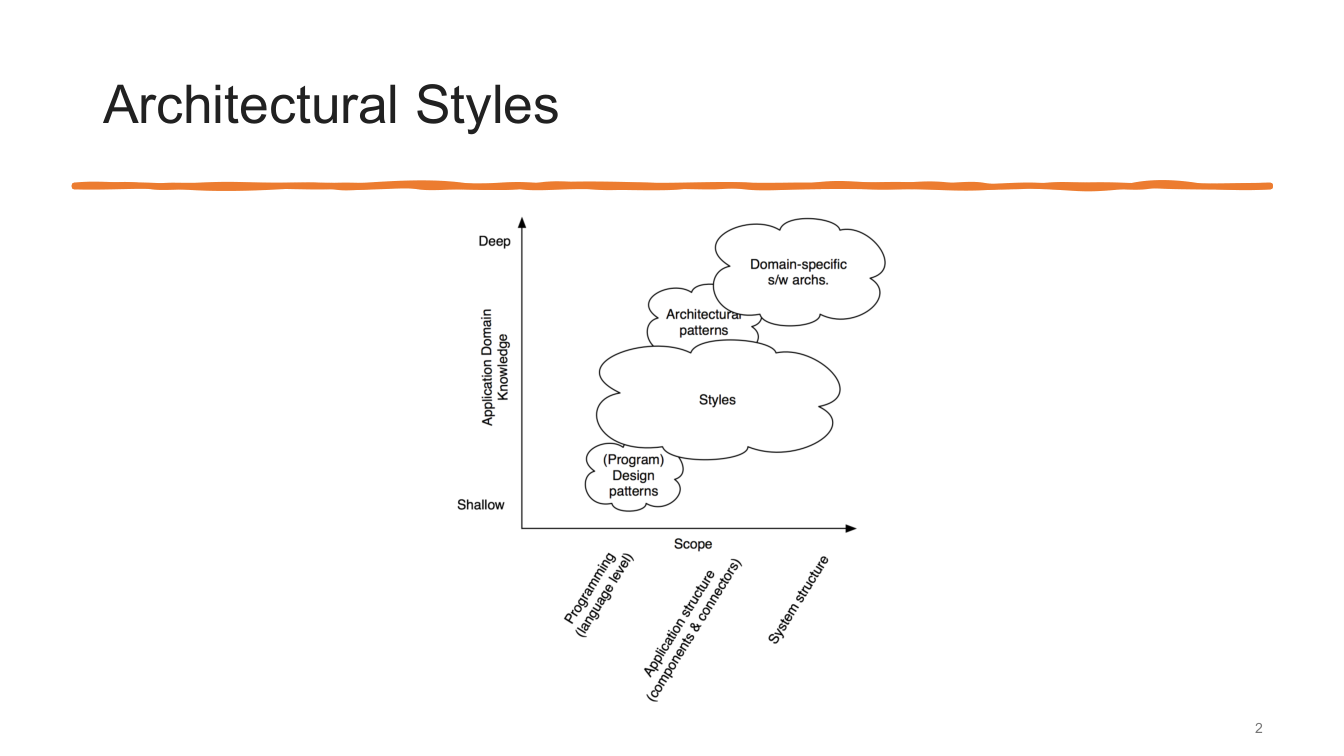 Architectural Styles
Deep
Domain-specific
s/w archs.
Architectural
patterns
Application Domain
Knowledge
Styles
(Program)
Design
patterns
Shallow
Scope
Programming
(language level)
Application structure
(components & connectors)
System structure
2